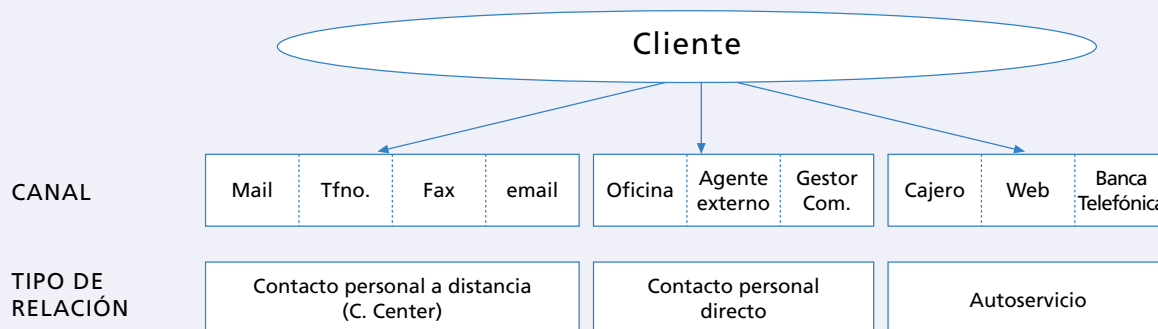 Cliente
CANAL
Mail
Tfno.
Fax
email
Oficina
Agente
externo
Gestor
Com.
Cajero
Web
Banca
Telefónica
TIPO DE
RELACIÓN
Contacto personal a distancia
(C. Center)
Contacto personal
directo
Autoservicio